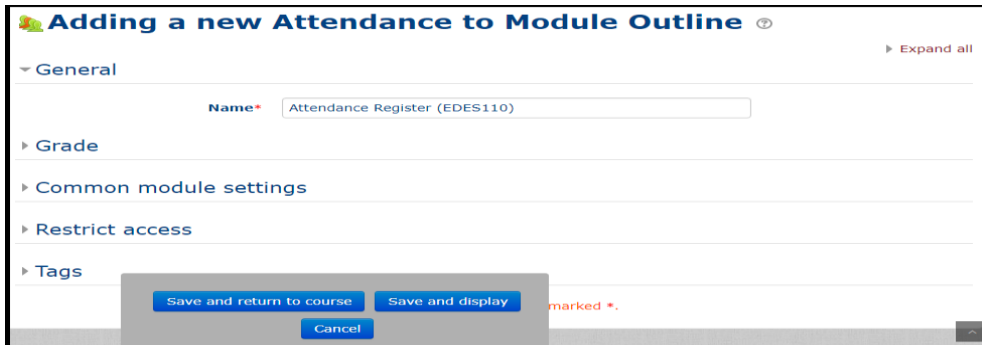 Adding a new Attendance to Module Outline
Expand all
General
Name* Attendance Register (EDES110)
Grade
Common module settings
Restrict access
Tags
Save and return to course Save and display
marked *.
Cancel